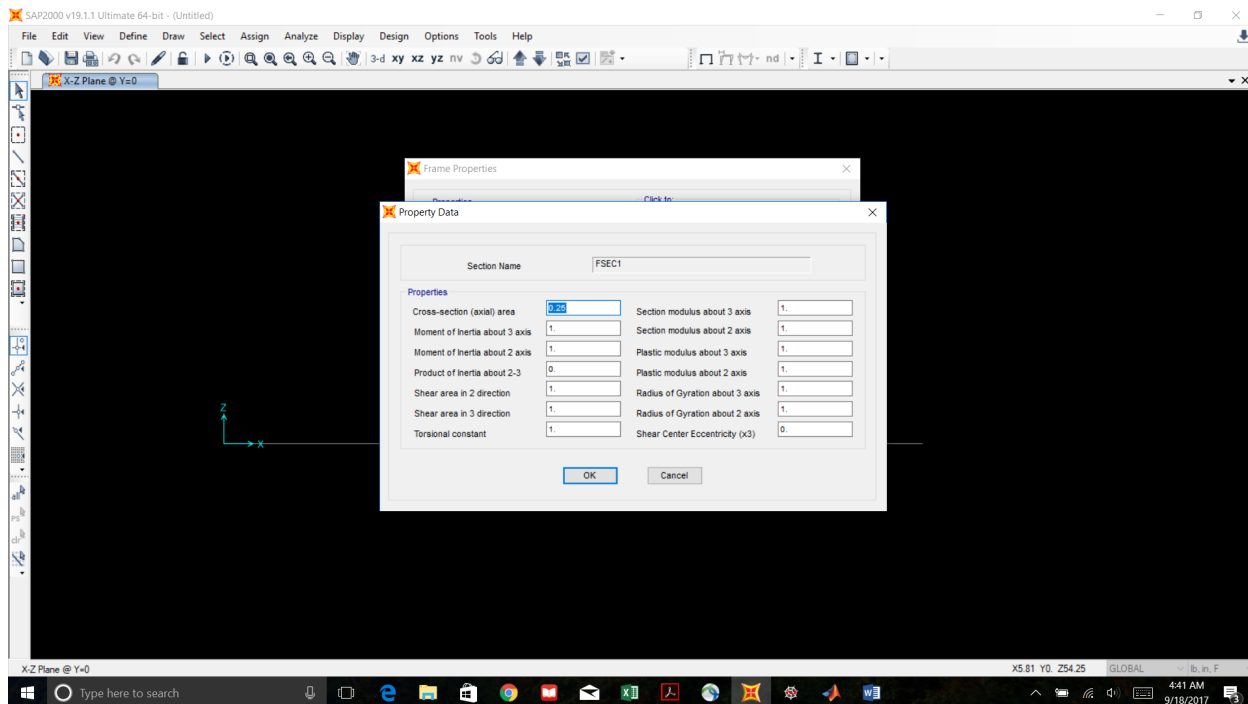 SAP2000 v19.1.1 Ultimate 64-bit - (Untitled)
File Edit View Define Draw Select Assign Analyze Display Design Options Tools Help
3-d xy xz yz nv nd
X-Z Plane @ Y=0
Frame Properties
Properties Click to:
Property Data
Section Name FSEC1
Properties
Cross-section (axial) area 0.25 Section modulus about 3 axis 1.
Moment of Inertia about 3 axis 1. Section modulus about 2 axis 1.
Moment of Inertia about 2 axis 1. Plastic modulus about 3 axis 1.
Product of Inertia about 2-3 0. Plastic modulus about 2 axis 1.
Shear area in 2 direction 1. Radius of Gyration about 3 axis 1.
Shear area in 3 direction 1. Radius of Gyration about 2 axis 1.
Torsional constant 1. Shear Center Eccentricity (x3) 0.
OK Cancel
Z
X
all
PS
clr
X-Z Plane @ Y=0 X5.81 Y0. Z54.25 GLOBAL lb, in, F
Type here to search
4:41 AM
9/18/2017
3